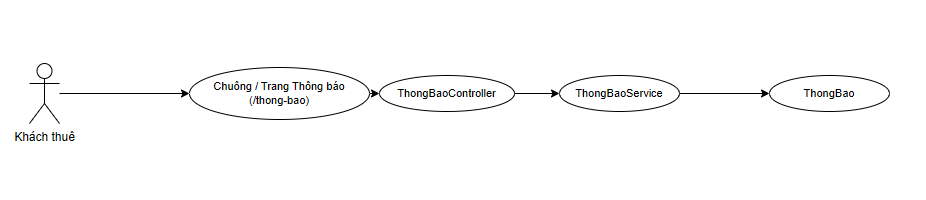 Chuông / Trang Thông báo
(/thong-bao)
ThongBaoController
ThongBaoService
ThongBao
Khách thuê